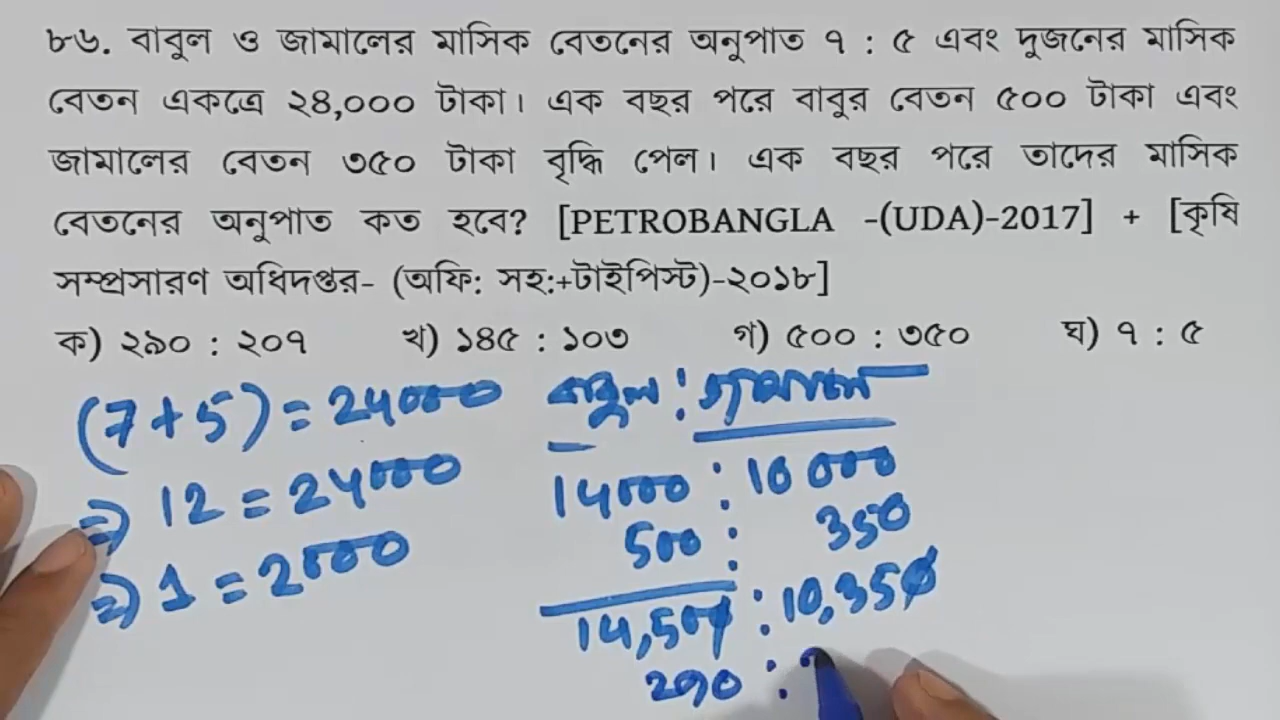 ৮৬. বাবুল ও জামালের মাসিক বেতনের অনুপাত ৭ : ৫ এবং দুজনের মাসিক
বেতন একত্রে ২৪,০০০ টাকা। এক বছর পরে বাবুর বেতন ৫০০ টাকা এবং
জামালের বেতন ৩৫০ টাকা বৃদ্ধি পেল। এক বছর পরে তাদের মাসিক
বেতনের অনুপাত কত হবে? [PETROBANGLA -(UDA)-2017] + [কৃষি
সম্প্রসারণ অধিদপ্তর- (অফি: সহ:+টাইপিস্ট)-২০১৮]
ক) ২৯০ : ২০৭ খ) ১৪৫ : ১০৩ গ) ৫০০ : ৩৫০ ঘ) ৭ : ৫
(7+5) = 24000 বাবুল : জামাল
⇒ 12 = 24000 14000 : 10000
500 : 350
⇒ 1 = 2000
14,500 : 10,350
290 :